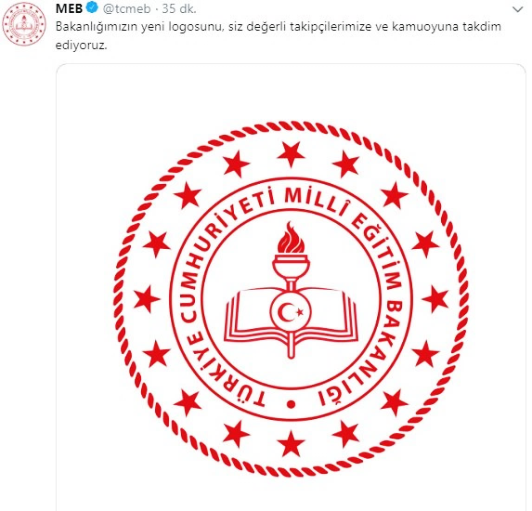 MEB @tcmeb · 35 dk.
Bakanlığımızın yeni logosunu, siz değerli takipçilerimize ve kamuoyuna takdim
ediyoruz.
TÜRKİYE CUMHURİYETİ MİLLÎ EĞİTİM BAKANLIĞI